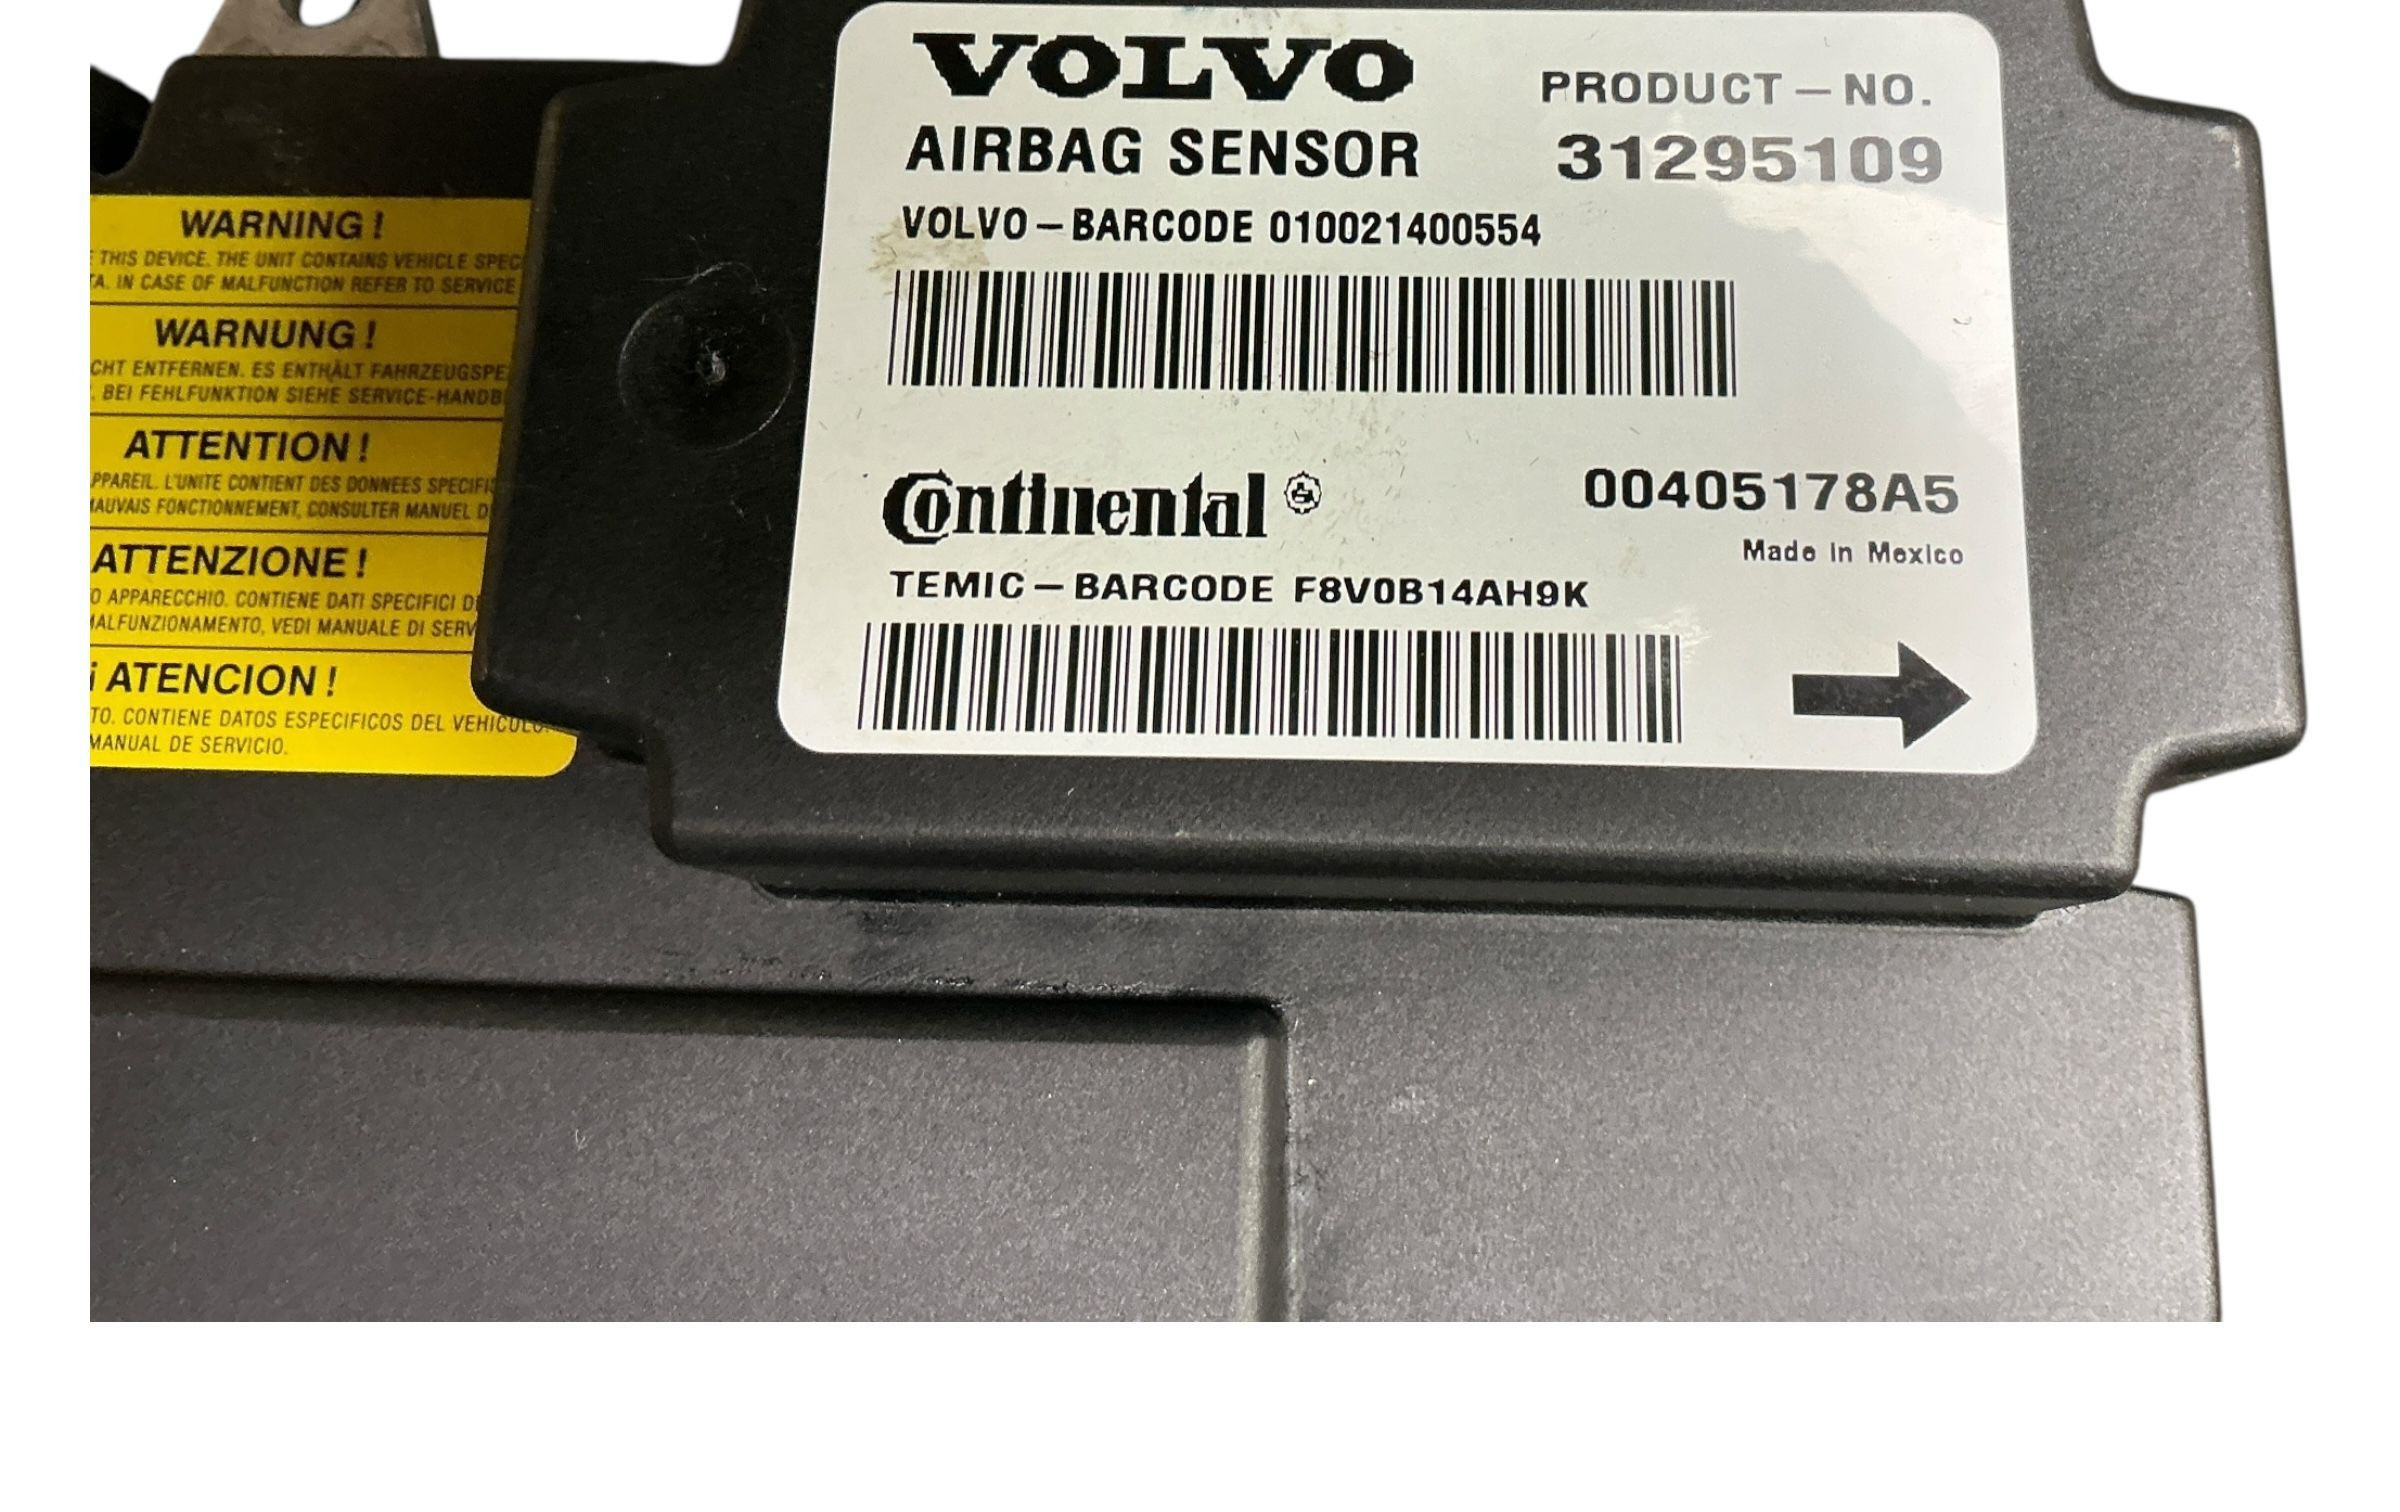 WARNING !
THIS DEVICE. THE UNIT CONTAINS VEHICLE SPEC
A. IN CASE OF MALFUNCTION REFER TO SERVICE
WARNUNG !
CHT ENTFERNEN. ES ENTHÄLT FAHRZEUGSPE
. BEI FEHLFUNKTION SIEHE SERVICE-HANDB
ATTENTION !
PPAREIL. L'UNITE CONTIENT DES DONNEES SPECIFI
MAUVAIS FONCTIONNEMENT, CONSULTER MANUEL D
ATTENZIONE !
O APPARECCHIO. CONTIENE DATI SPECIFICI D
MALFUNZIONAMENTO, VEDI MANUALE DI SERV
¡ ATENCION !
TO. CONTIENE DATOS ESPECIFICOS DEL VEHICULO.
MANUAL DE SERVICIO.
VOLVO
AIRBAG SENSOR
PRODUCT – NO.
31295109
VOLVO – BARCODE 010021400554
Continental ®
00405178A5
Made in Mexico
TEMIC – BARCODE F8V0B14AH9K